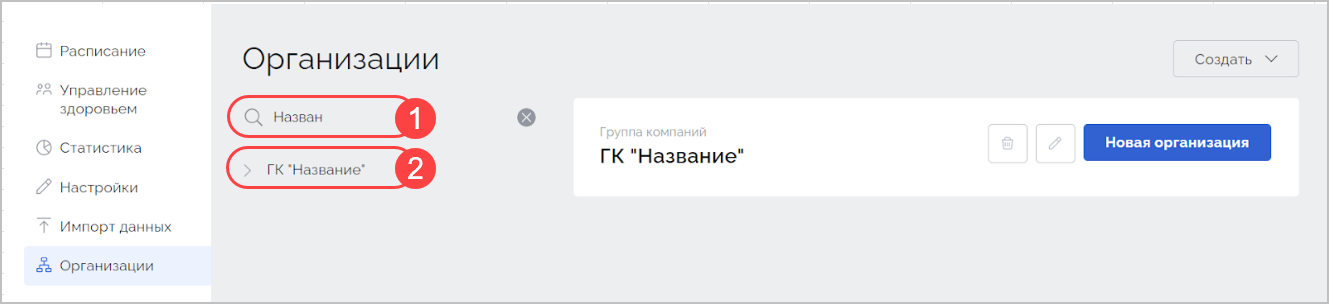 Расписание
Управление
здоровьем
Статистика
Настройки
Импорт данных
Организации
Организации
Создать
Назван
1
ГК "Название"
2
Группа компаний
ГК "Название"
Новая организация